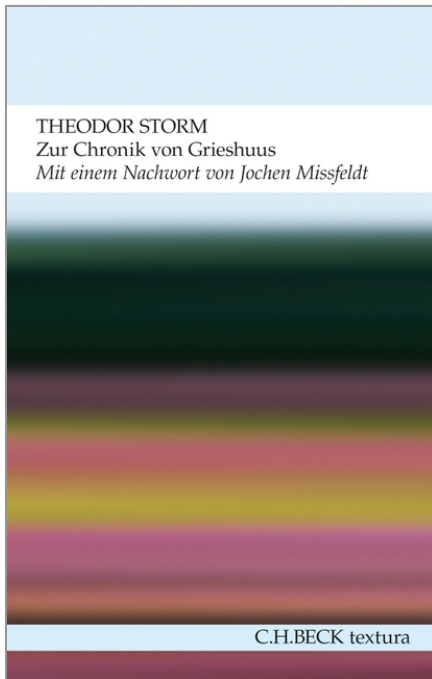 THEODOR STORM
Zur Chronik von Grieshuus
Mit einem Nachwort von Jochen Missfeldt
C.H.BECK textura